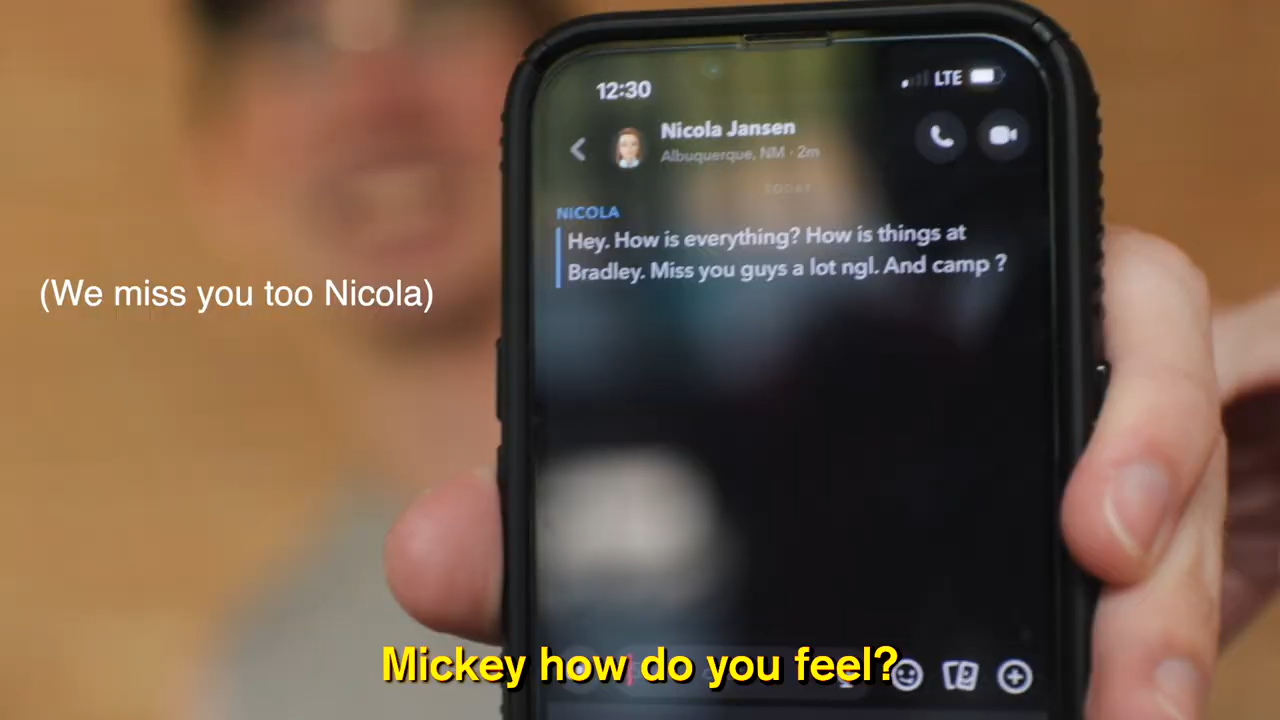 12:30
LTE
Nicola Jansen
Albuquerque, NM · 2m
TODAY
NICOLA
Hey. How is everything? How is things at
Bradley. Miss you guys a lot ngl. And camp ?
(We miss you too Nicola)
Mickey how do you feel?